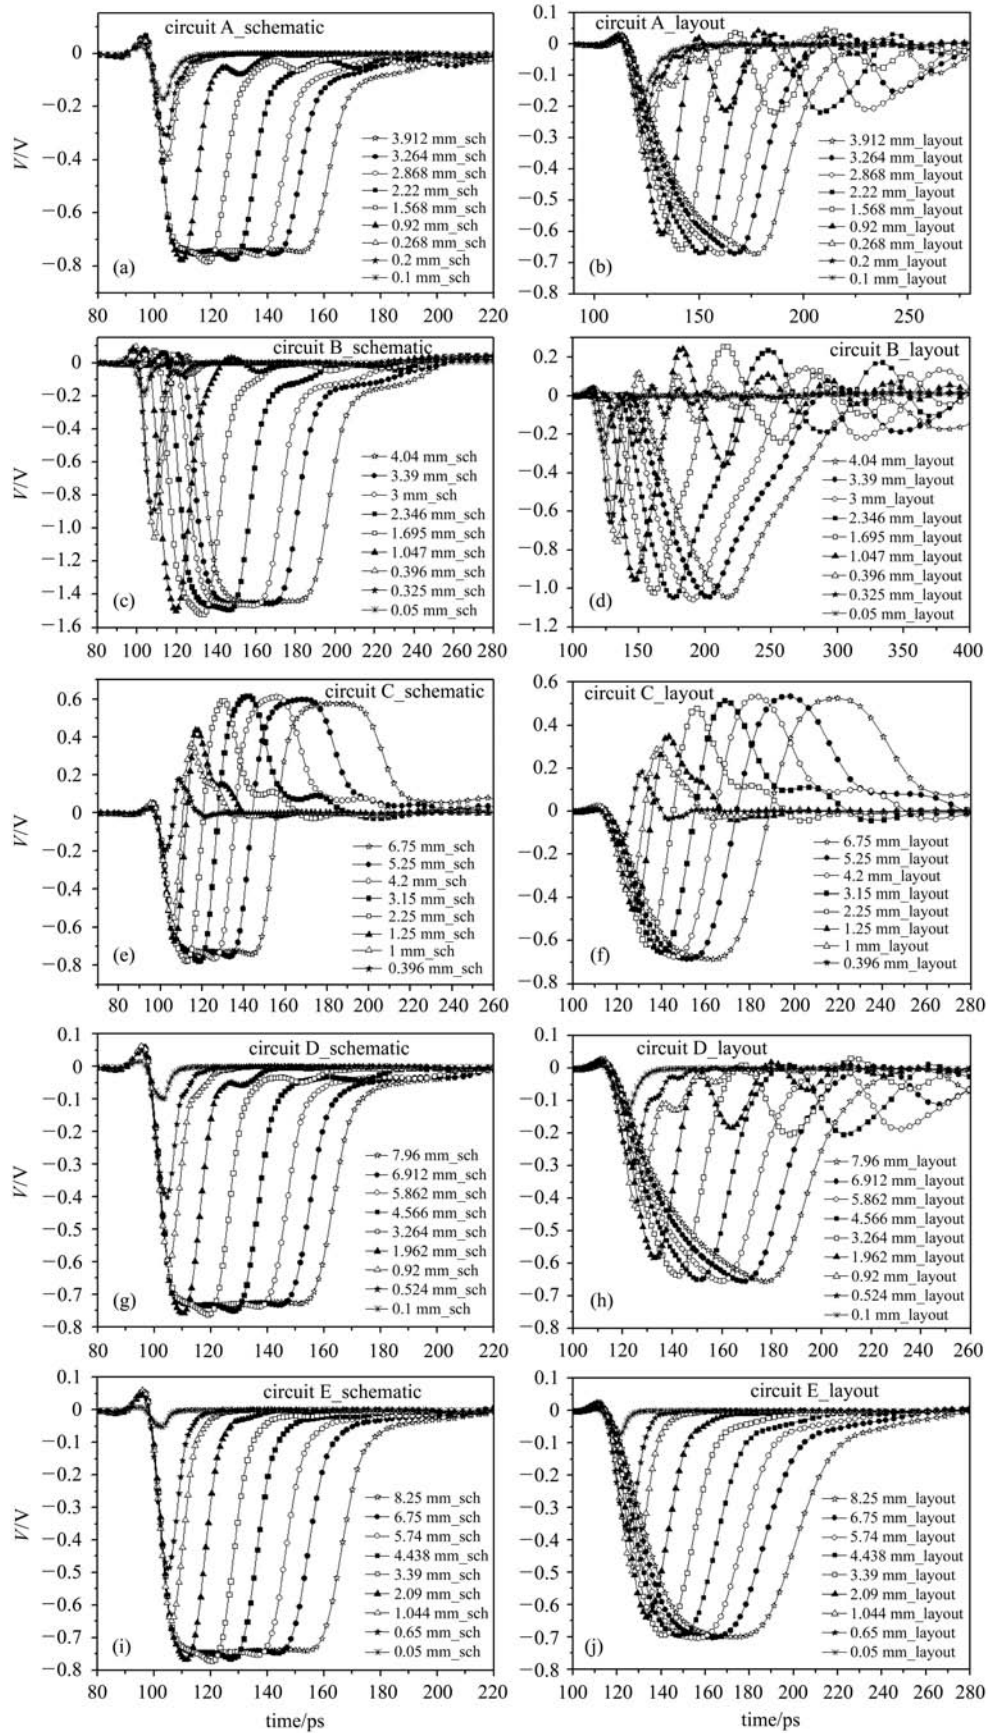 circuit A_schematic
0
−0.2
−0.4
−0.6
−0.8
V/V
3.912 mm_sch
3.264 mm_sch
2.868 mm_sch
2.22 mm_sch
1.568 mm_sch
0.92 mm_sch
0.268 mm_sch
0.2 mm_sch
0.1 mm_sch
(a)
80 100 120 140 160 180 200 220
circuit A_layout
0.1
0
−0.1
−0.2
−0.3
−0.4
−0.5
−0.6
−0.7
−0.8
3.912 mm_layout
3.264 mm_layout
2.868 mm_layout
2.22 mm_layout
1.568 mm_layout
0.92 mm_layout
0.268 mm_layout
0.2 mm_layout
0.1 mm_layout
(b)
100 150 200 250
circuit B_schematic
0
−0.2
−0.4
−0.6
−0.8
−1.0
−1.2
−1.4
−1.6
V/V
4.04 mm_sch
3.39 mm_sch
3 mm_sch
2.346 mm_sch
1.695 mm_sch
1.047 mm_sch
0.396 mm_sch
0.325 mm_sch
0.05 mm_sch
(c)
80 100 120 140 160 180 200 220 240 260 280
circuit B_layout
0.2
0
−0.2
−0.4
−0.6
−0.8
−1.0
−1.2
4.04 mm_layout
3.39 mm_layout
3 mm_layout
2.346 mm_layout
1.695 mm_layout
1.047 mm_layout
0.396 mm_layout
0.325 mm_layout
0.05 mm_layout
(d)
100 150 200 250 300 350 400
circuit C_schematic
0.6
0.4
0.2
0
−0.2
−0.4
−0.6
−0.8
V/V
6.75 mm_sch
5.25 mm_sch
4.2 mm_sch
3.15 mm_sch
2.25 mm_sch
1.25 mm_sch
1 mm_sch
0.396 mm_sch
(e)
80 100 120 140 160 180 200 220 240 260
circuit C_layout
0.6
0.4
0.2
0
−0.2
−0.4
−0.6
−0.8
6.75 mm_layout
5.25 mm_layout
4.2 mm_layout
3.15 mm_layout
2.25 mm_layout
1.25 mm_layout
1 mm_layout
0.396 mm_layout
(f)
100 120 140 160 180 200 220 240 260 280
circuit D_schematic
0.1
0
−0.1
−0.2
−0.3
−0.4
−0.5
−0.6
−0.7
−0.8
V/V
7.96 mm_sch
6.912 mm_sch
5.862 mm_sch
4.566 mm_sch
3.264 mm_sch
1.962 mm_sch
0.92 mm_sch
0.524 mm_sch
0.1 mm_sch
(g)
80 100 120 140 160 180 200 220
circuit D_layout
0.1
0
−0.1
−0.2
−0.3
−0.4
−0.5
−0.6
−0.7
−0.8
7.96 mm_layout
6.912 mm_layout
5.862 mm_layout
4.566 mm_layout
3.264 mm_layout
1.962 mm_layout
0.92 mm_layout
0.524 mm_layout
0.1 mm_layout
(h)
100 120 140 160 180 200 220 240 260
circuit E_schematic
0.1
0
−0.1
−0.2
−0.3
−0.4
−0.5
−0.6
−0.7
−0.8
V/V
8.25 mm_sch
6.75 mm_sch
5.74 mm_sch
4.438 mm_sch
3.39 mm_sch
2.09 mm_sch
1.044 mm_sch
0.65 mm_sch
0.05 mm_sch
(i)
80 100 120 140 160 180 200 220
time/ps
circuit E_layout
0.1
0
−0.1
−0.2
−0.3
−0.4
−0.5
−0.6
−0.7
−0.8
8.25 mm_layout
6.75 mm_layout
5.74 mm_layout
4.438 mm_layout
3.39 mm_layout
2.09 mm_layout
1.044 mm_layout
0.65 mm_layout
0.05 mm_layout
(j)
100 120 140 160 180 200 220 240 260 280
time/ps